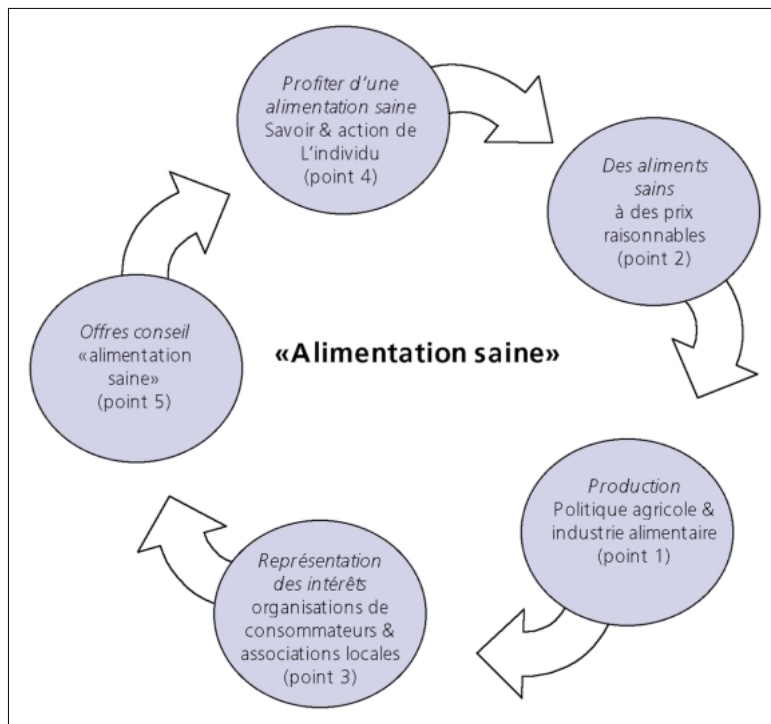 Profiter d'une
alimentation saine
Savoir & action de
L'individu
(point 4)
Des aliments
sains
à des prix
raisonnables
(point 2)
Offres conseil
«alimentation
saine»
(point 5)
«Alimentation saine»
Production
Politique agricole &
industrie alimentaire
(point 1)
Représentation
des intérêts
organisations de
consommateurs &
associations locales
(point 3)